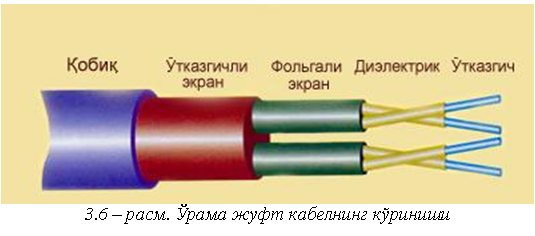 Қобиқ
Ўтказгичли
экран
Фольгали
экран
Диэлектрик
Ўтказгич
3.6 – расм. Ўрама жуфт кабелнинг кўриниши